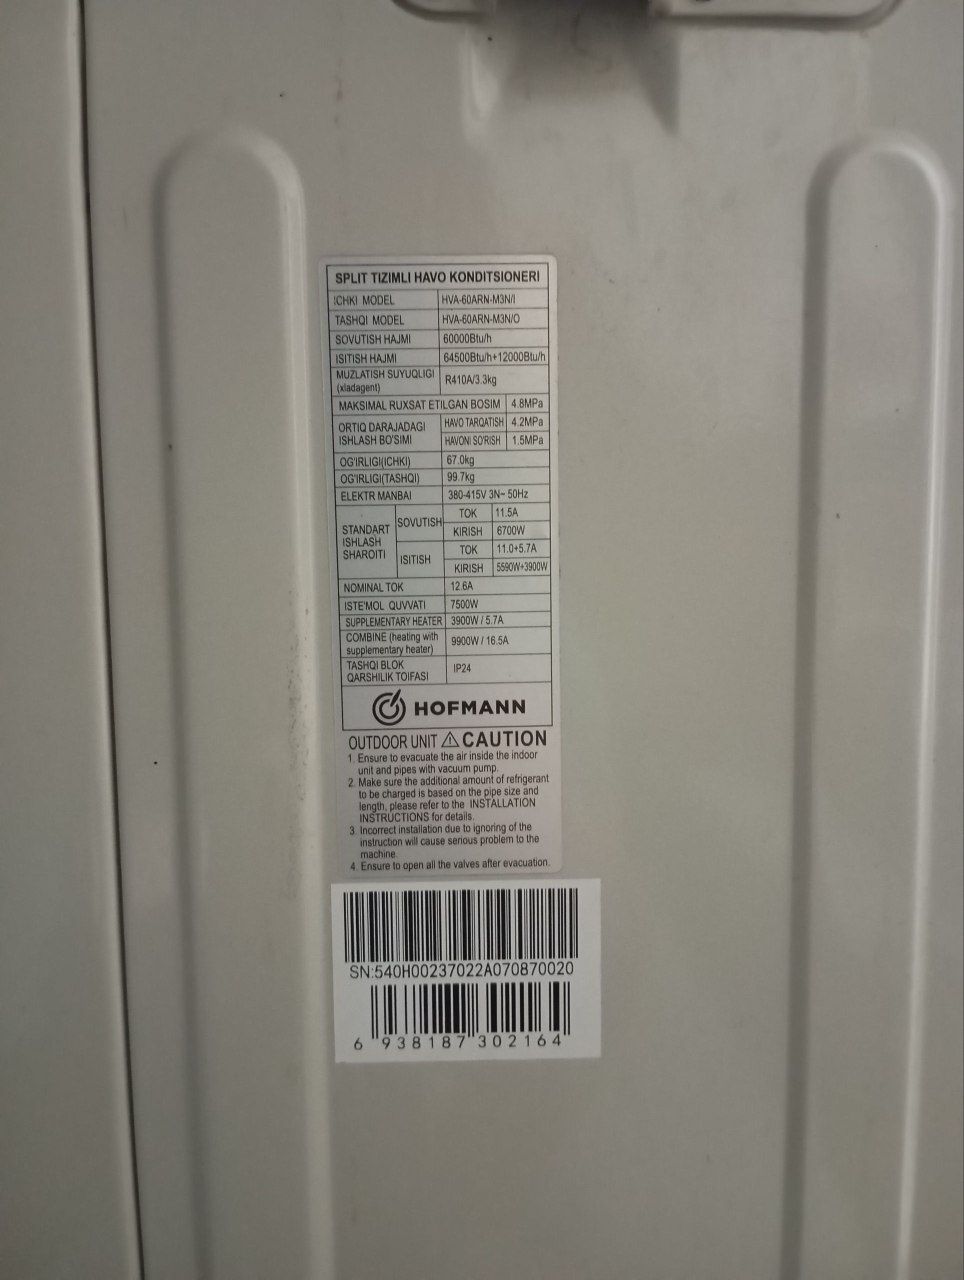 SPLIT TIZIMLI HAVO KONDITSIONERI
ICHKI MODEL HVA-60ARN-M3N/I
TASHQI MODEL HVA-60ARN-M3N/O
SOVUTISH HAJMI 60000Btu/h
ISITISH HAJMI 64500Btu/h+12000Btu/h
MUZLATISH SUYUQLIGI
(xladagent) R410A/3.3kg
MAKSIMAL RUXSAT ETILGAN BOSIM 4.8MPa
ORTIQ DARAJADAGI
ISHLASH BO'SIMI
HAVO TARQATISH 4.2MPa
HAVONI SO'RISH 1.5MPa
OG'IRLIGI(ICHKI) 67.0kg
OG'IRLIGI(TASHQI) 99.7kg
ELEKTR MANBAI 380-415V 3N~ 50Hz
STANDART
ISHLASH
SHAROITI
SOVUTISH
TOK 11.5A
KIRISH 6700W
ISITISH
TOK 11.0+5.7A
KIRISH 5590W+3900W
NOMINAL TOK 12.6A
ISTE'MOL QUVVATI 7500W
SUPPLEMENTARY HEATER 3900W / 5.7A
COMBINE (heating with
supplementary heater) 9900W / 16.5A
TASHQI BLOK
QARSHILIK TOIFASI IP24
HOFMANN
OUTDOOR UNIT ⚠ CAUTION
1. Ensure to evacuate the air inside the indoor
unit and pipes with vacuum pump.
2. Make sure the additional amount of refrigerant
to be charged is based on the pipe size and
length, please refer to the INSTALLATION
INSTRUCTIONS for details.
3. Incorrect installation due to ignoring of the
instruction will cause serious problem to the
machine.
4. Ensure to open all the valves after evacuation.
SN:540H00237022A070870020
6 938187 302164